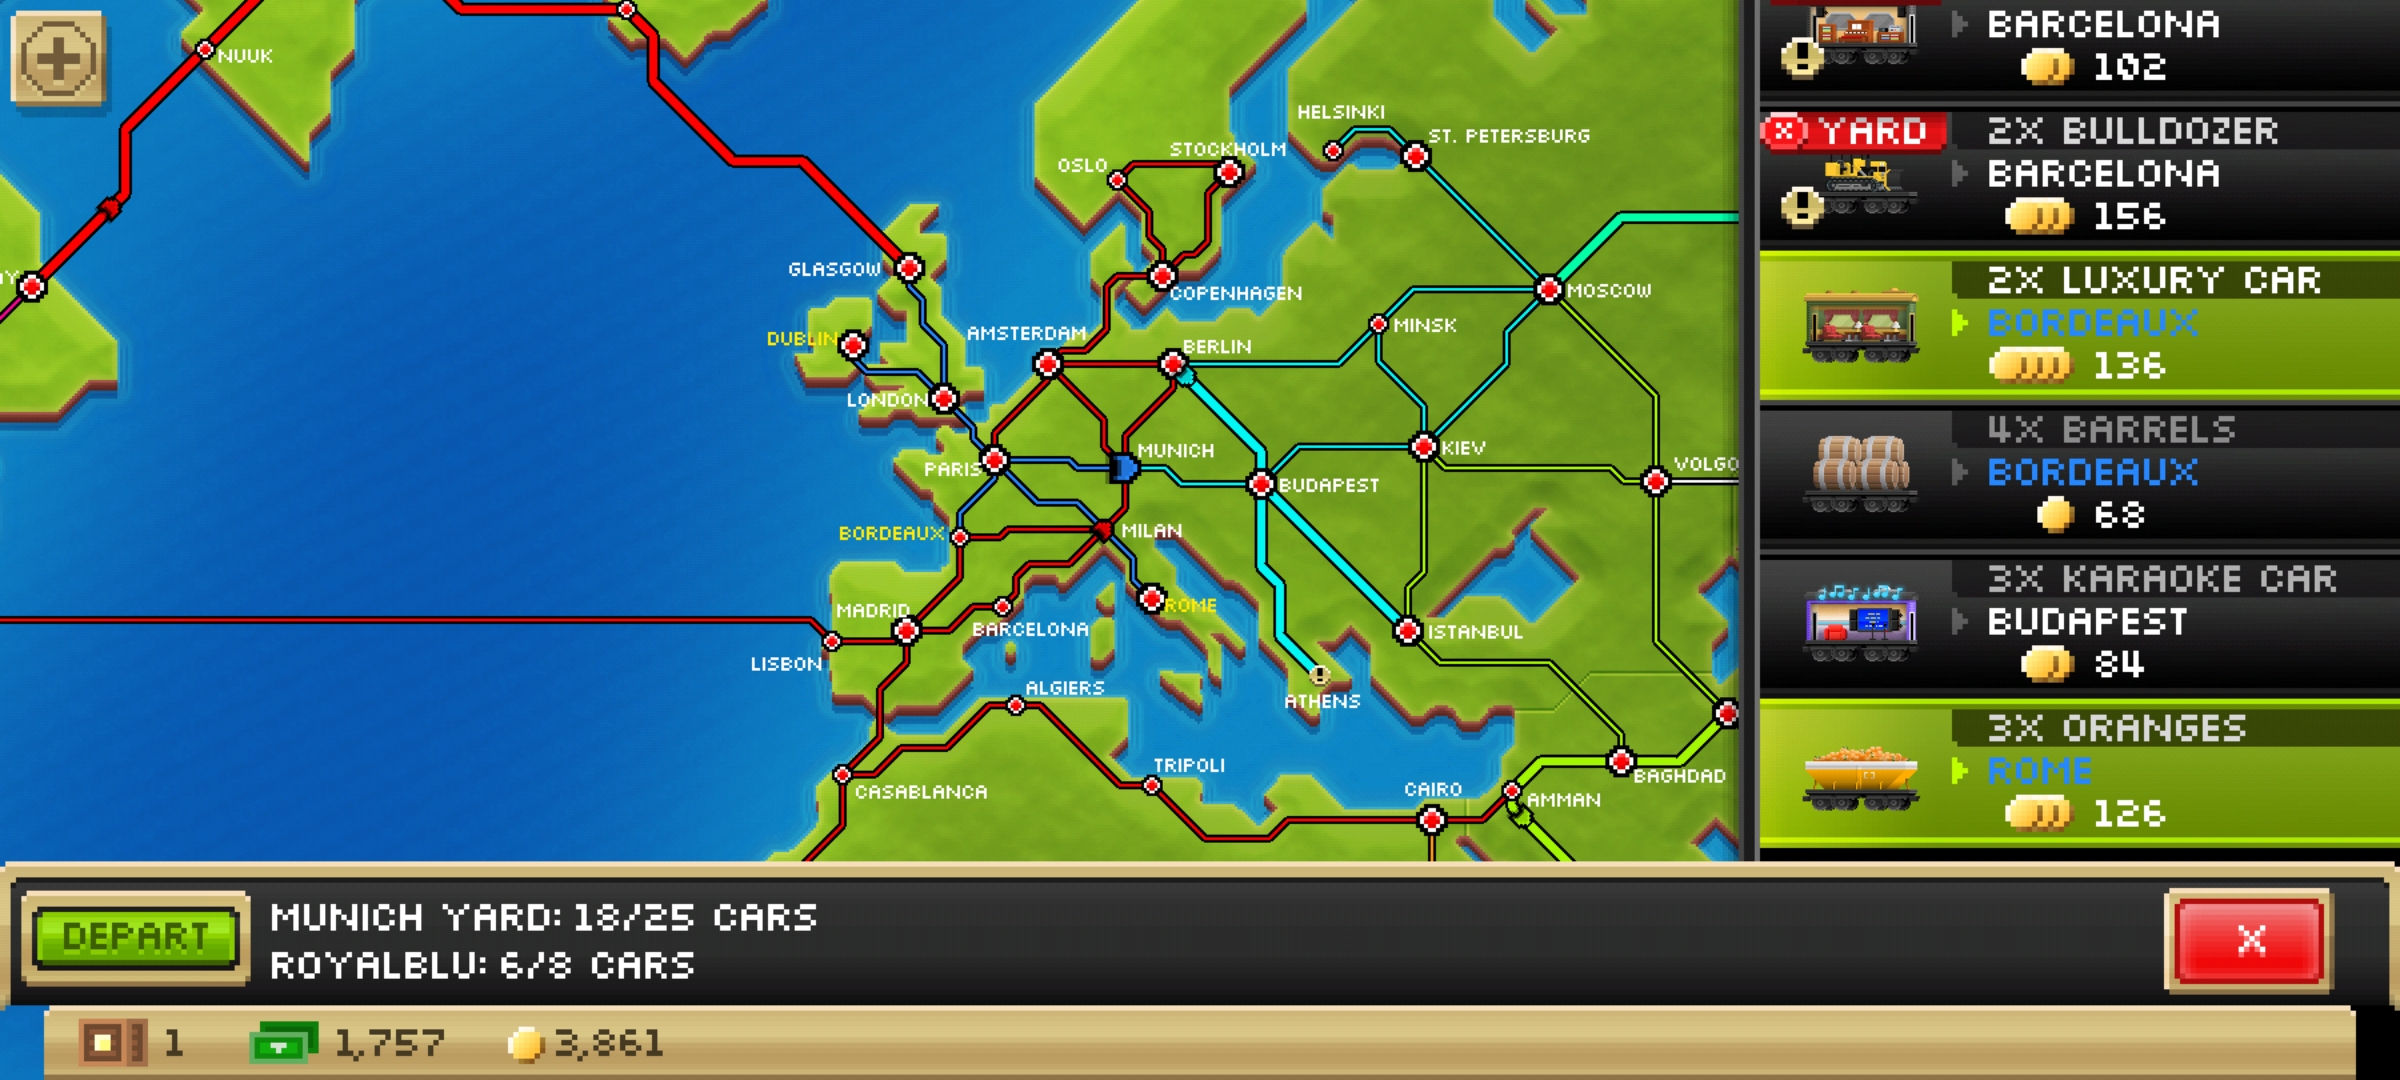 NUUK
HELSINKI
ST. PETERSBURG
STOCKHOLM
OSLO
GLASGOW
COPENHAGEN
MOSCOW
DUBLIN
AMSTERDAM
BERLIN
MINSK
LONDON
MUNICH
KIEV
PARIS
BUDAPEST
VOLGO
BORDEAUX
MILAN
MADRID
ROME
BARCELONA
ISTANBUL
LISBON
ALGIERS
ATHENS
TRIPOLI
CASABLANCA
CAIRO
AMMAN
BAGHDAD
BARCELONA
102
YARD
2X BULLDOZER
BARCELONA
156
2X LUXURY CAR
BORDEAUX
136
4X BARRELS
BORDEAUX
68
3X KARAOKE CAR
BUDAPEST
84
3X ORANGES
ROME
126
DEPART
MUNICH YARD: 18/25 CARS
ROYALBLU: 6/8 CARS
X
1
1,757
3,861